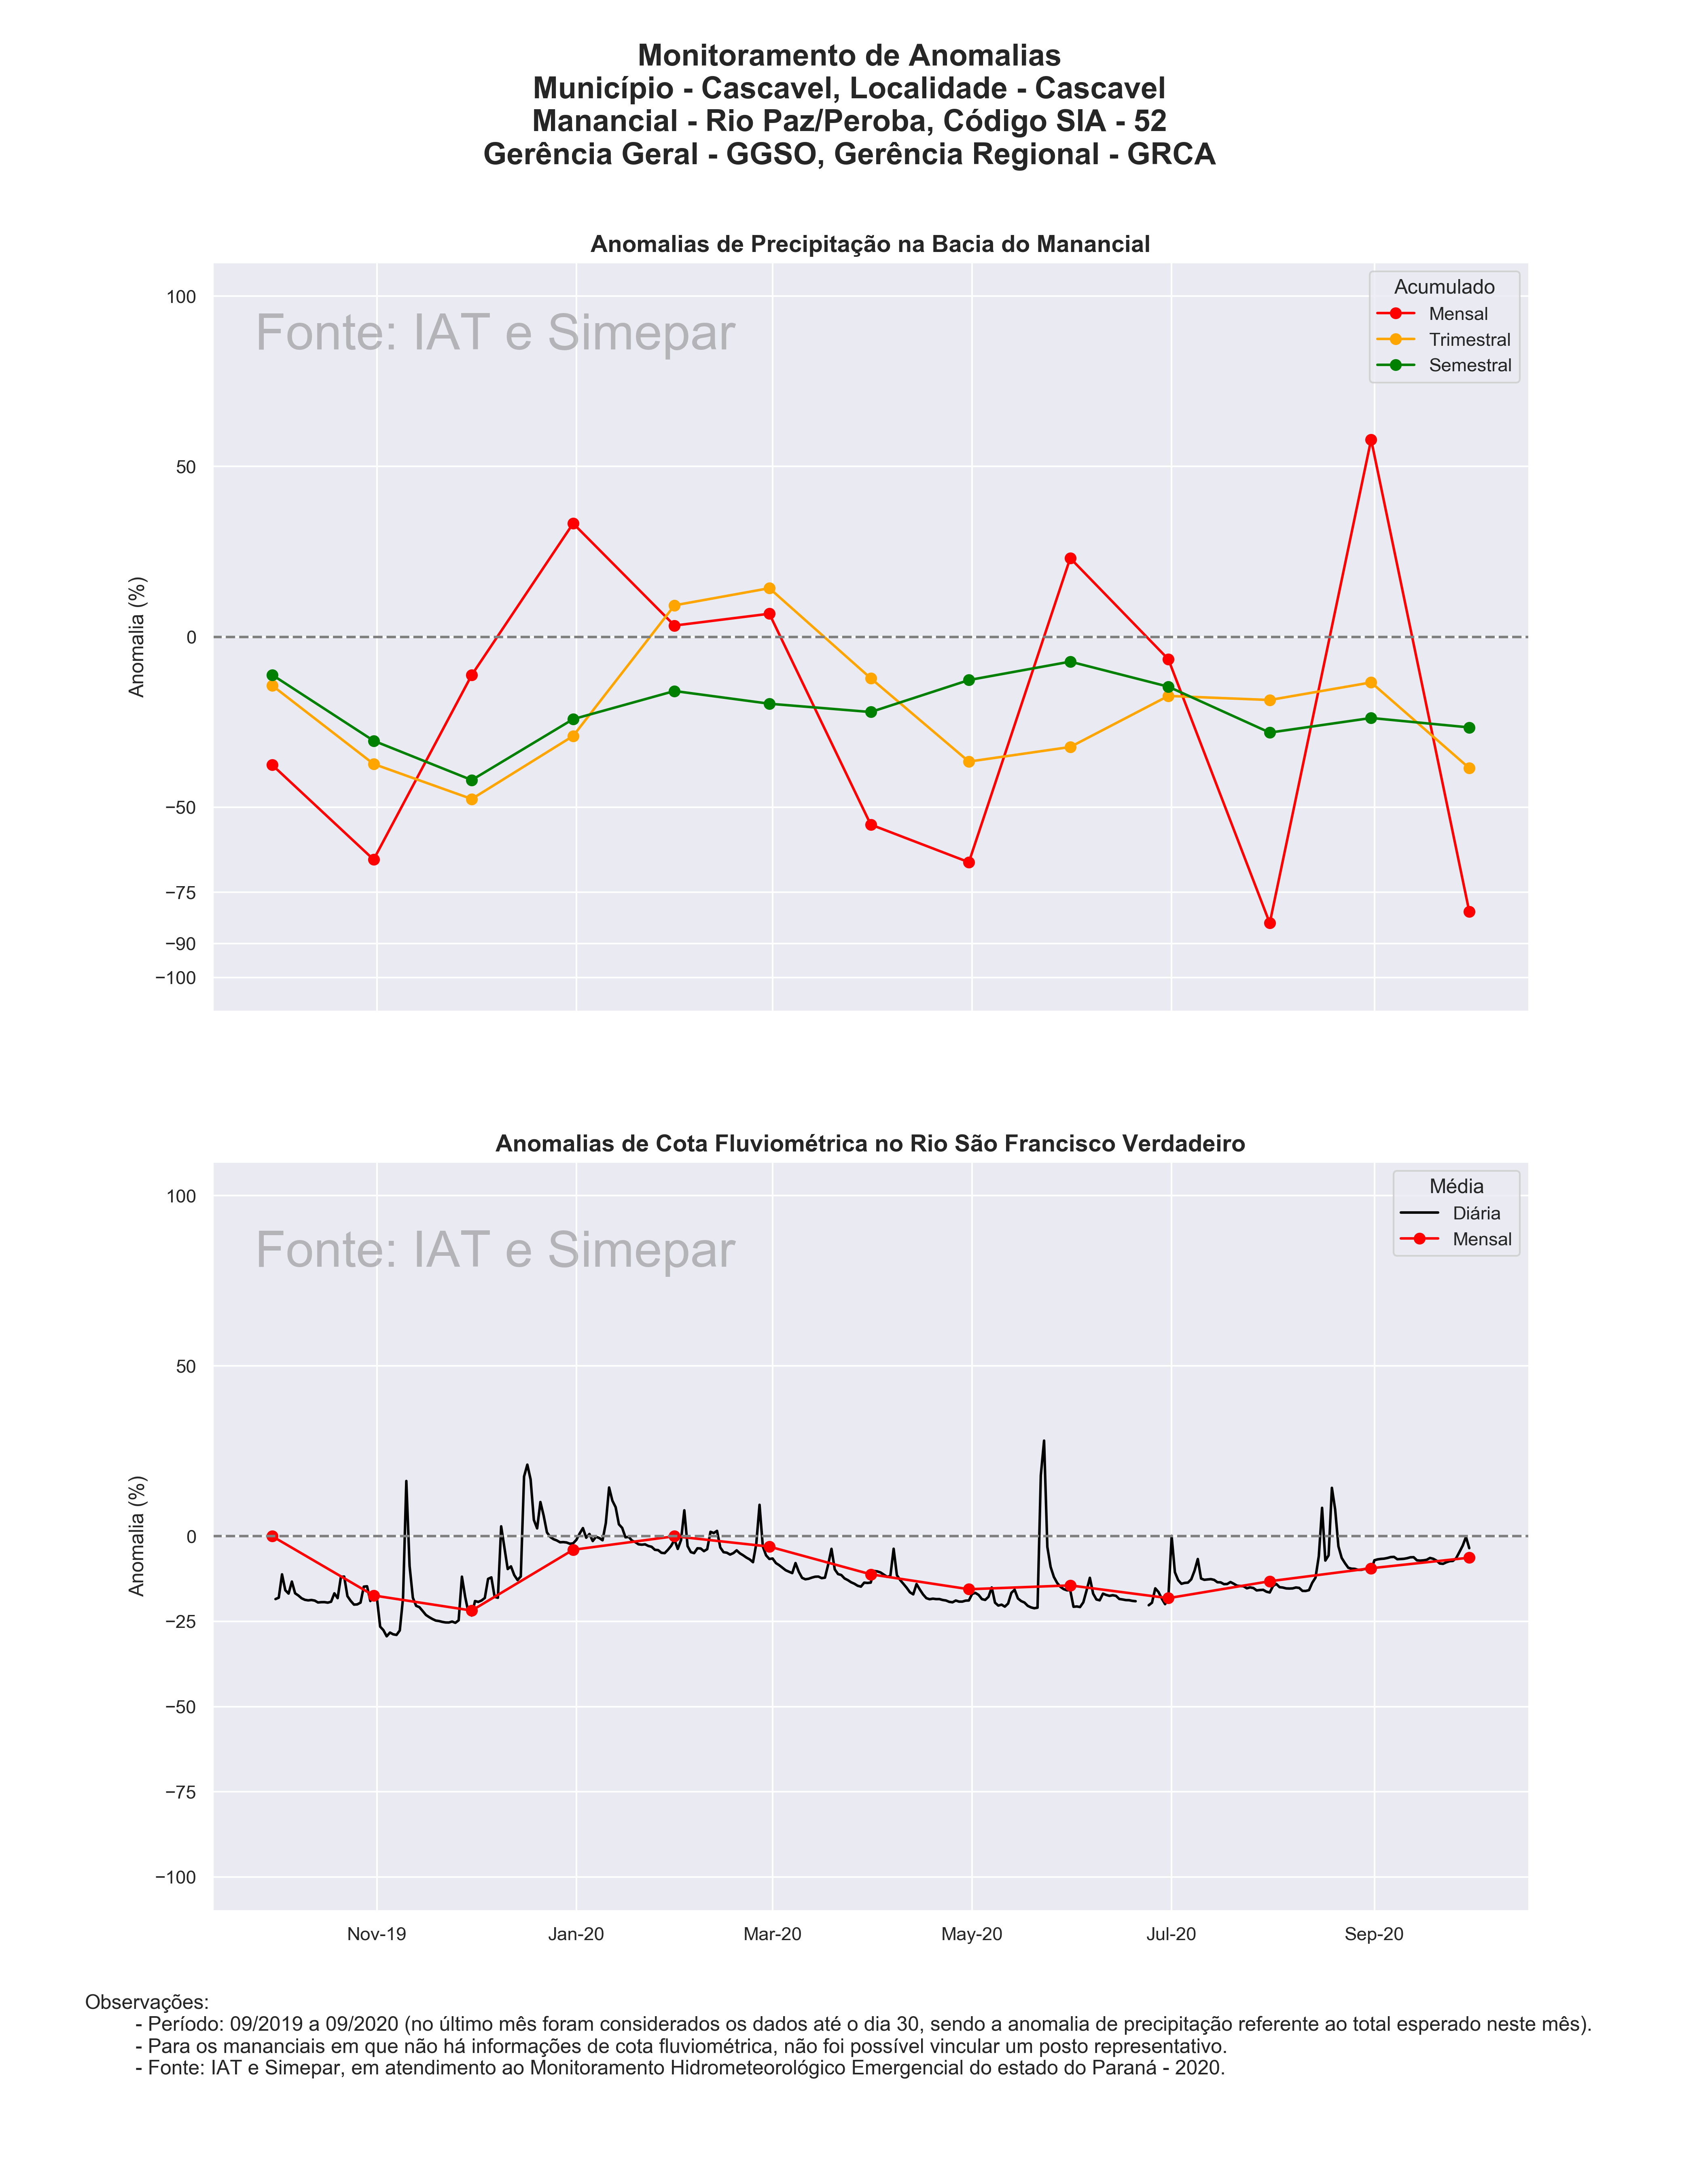 Monitoramento de Anomalias
Município - Cascavel, Localidade - Cascavel
Manancial - Rio Paz/Peroba, Código SIA - 52
Gerência Geral - GGSO, Gerência Regional - GRCA
Anomalias de Precipitação na Bacia do Manancial
Fonte: IAT e Simepar
Acumulado
Mensal
Trimestral
Semestral
Anomalia (%)
100
50
0
−50
−75
−90
−100
Anomalias de Cota Fluviométrica no Rio São Francisco Verdadeiro
Fonte: IAT e Simepar
Média
Diária
Mensal
Anomalia (%)
100
50
0
−25
−50
−75
−100
Nov-19 Jan-20 Mar-20 May-20 Jul-20 Sep-20
Observações:
- Período: 09/2019 a 09/2020 (no último mês foram considerados os dados até o dia 30, sendo a anomalia de precipitação referente ao total esperado neste mês).
- Para os mananciais em que não há informações de cota fluviométrica, não foi possível vincular um posto representativo.
- Fonte: IAT e Simepar, em atendimento ao Monitoramento Hidrometeorológico Emergencial do estado do Paraná - 2020.